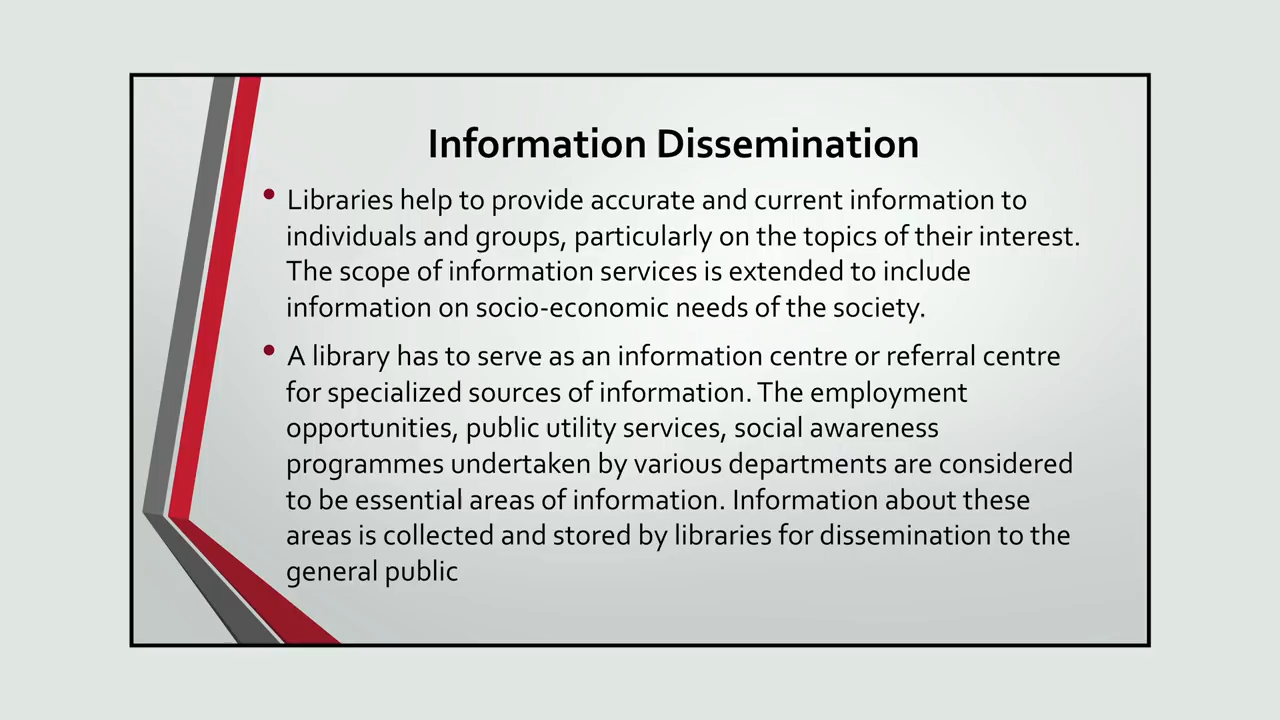 Information Dissemination
• Libraries help to provide accurate and current information to
individuals and groups, particularly on the topics of their interest.
The scope of information services is extended to include
information on socio-economic needs of the society.
• A library has to serve as an information centre or referral centre
for specialized sources of information. The employment
opportunities, public utility services, social awareness
programmes undertaken by various departments are considered
to be essential areas of information. Information about these
areas is collected and stored by libraries for dissemination to the
general public